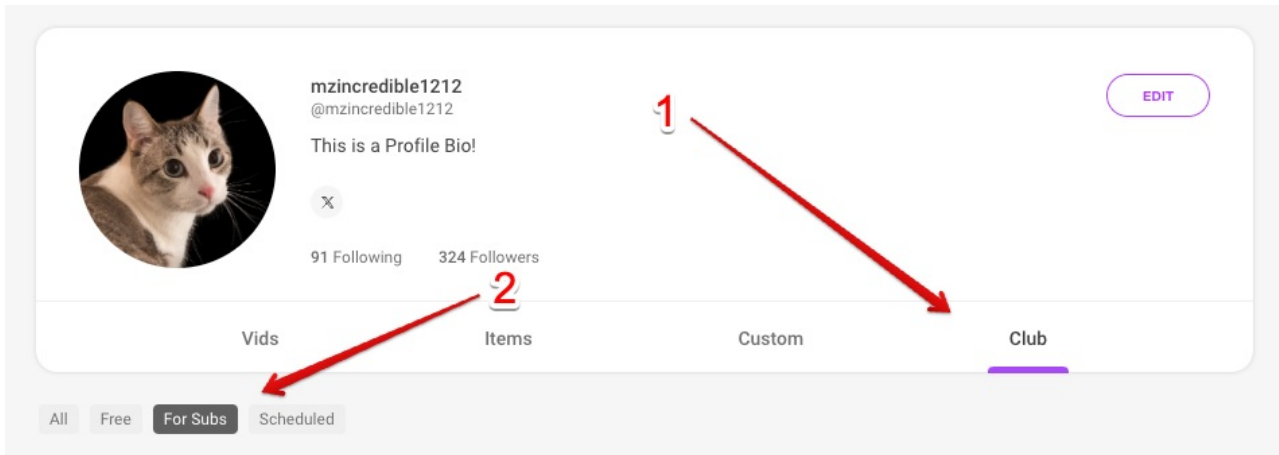 mzincredible1212
@mzincredible1212
EDIT
1
This is a Profile Bio!
𝕏
91 Following 324 Followers
2
Vids Items Custom Club
All Free For Subs Scheduled